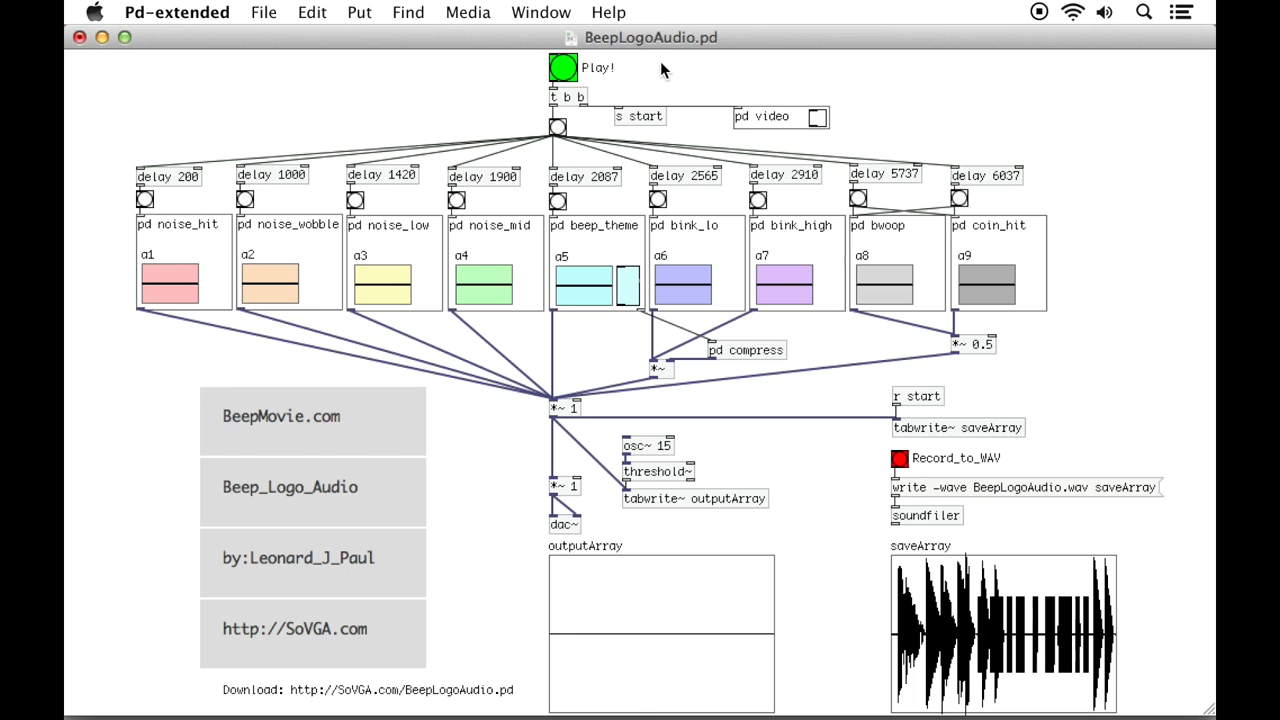 Pd-extended File Edit Put Find Media Window Help
BeepLogoAudio.pd
Play!
t b b
s start
pd video
delay 200
delay 1000
delay 1420
delay 1900
delay 2087
delay 2565
delay 2910
delay 5737
delay 6037
pd noise_hit
pd noise_wobble
pd noise_low
pd noise_mid
pd beep_theme
pd bink_lo
pd bink_high
pd bwoop
pd coin_hit
a1
a2
a3
a4
a5
a6
a7
a8
a9
*~ 0.5
pd compress
*~
*~ 1
r start
tabwrite~ saveArray
BeepMovie.com
Beep_Logo_Audio
by:Leonard_J_Paul
http://SoVGA.com
Download: http://SoVGA.com/BeepLogoAudio.pd
osc~ 15
threshold~
tabwrite~ outputArray
*~ 1
dac~
Record_to_WAV
write -wave BeepLogoAudio.wav saveArray
soundfiler
outputArray
saveArray